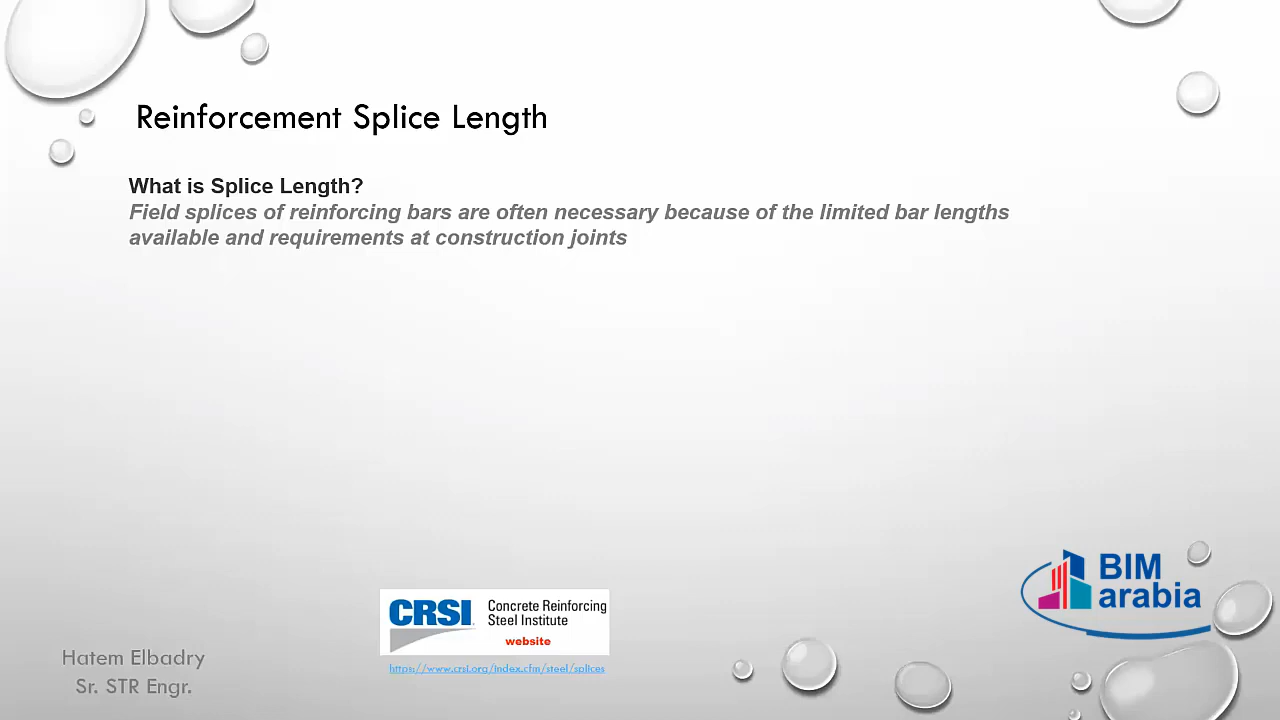 Reinforcement Splice Length
What is Splice Length?
Field splices of reinforcing bars are often necessary because of the limited bar lengths
available and requirements at construction joints
BIM
arabia
CRSI
Concrete Reinforcing
Steel Institute
website
https://www.crsi.org/index.cfm/steel/splices
Hatem Elbadry
Sr. STR Engr.